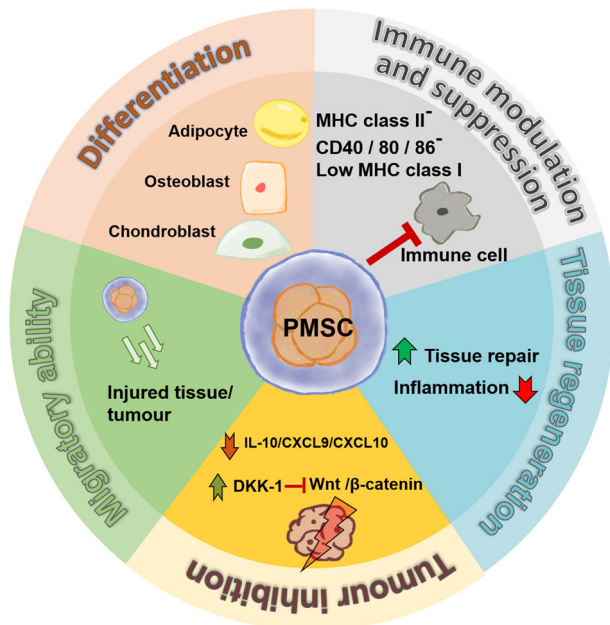 Differentiation
Adipocyte
Osteoblast
Chondroblast
Immune modulation
and suppression
MHC class II⁻
CD40 / 80 / 86⁻
Low MHC class I
Immune cell
PMSC
Tissue regeneration
Tissue repair
Inflammation
Migratory ability
Injured tissue/
tumour
IL-10/CXCL9/CXCL10
DKK-1 Wnt /β-catenin
Tumour inhibition